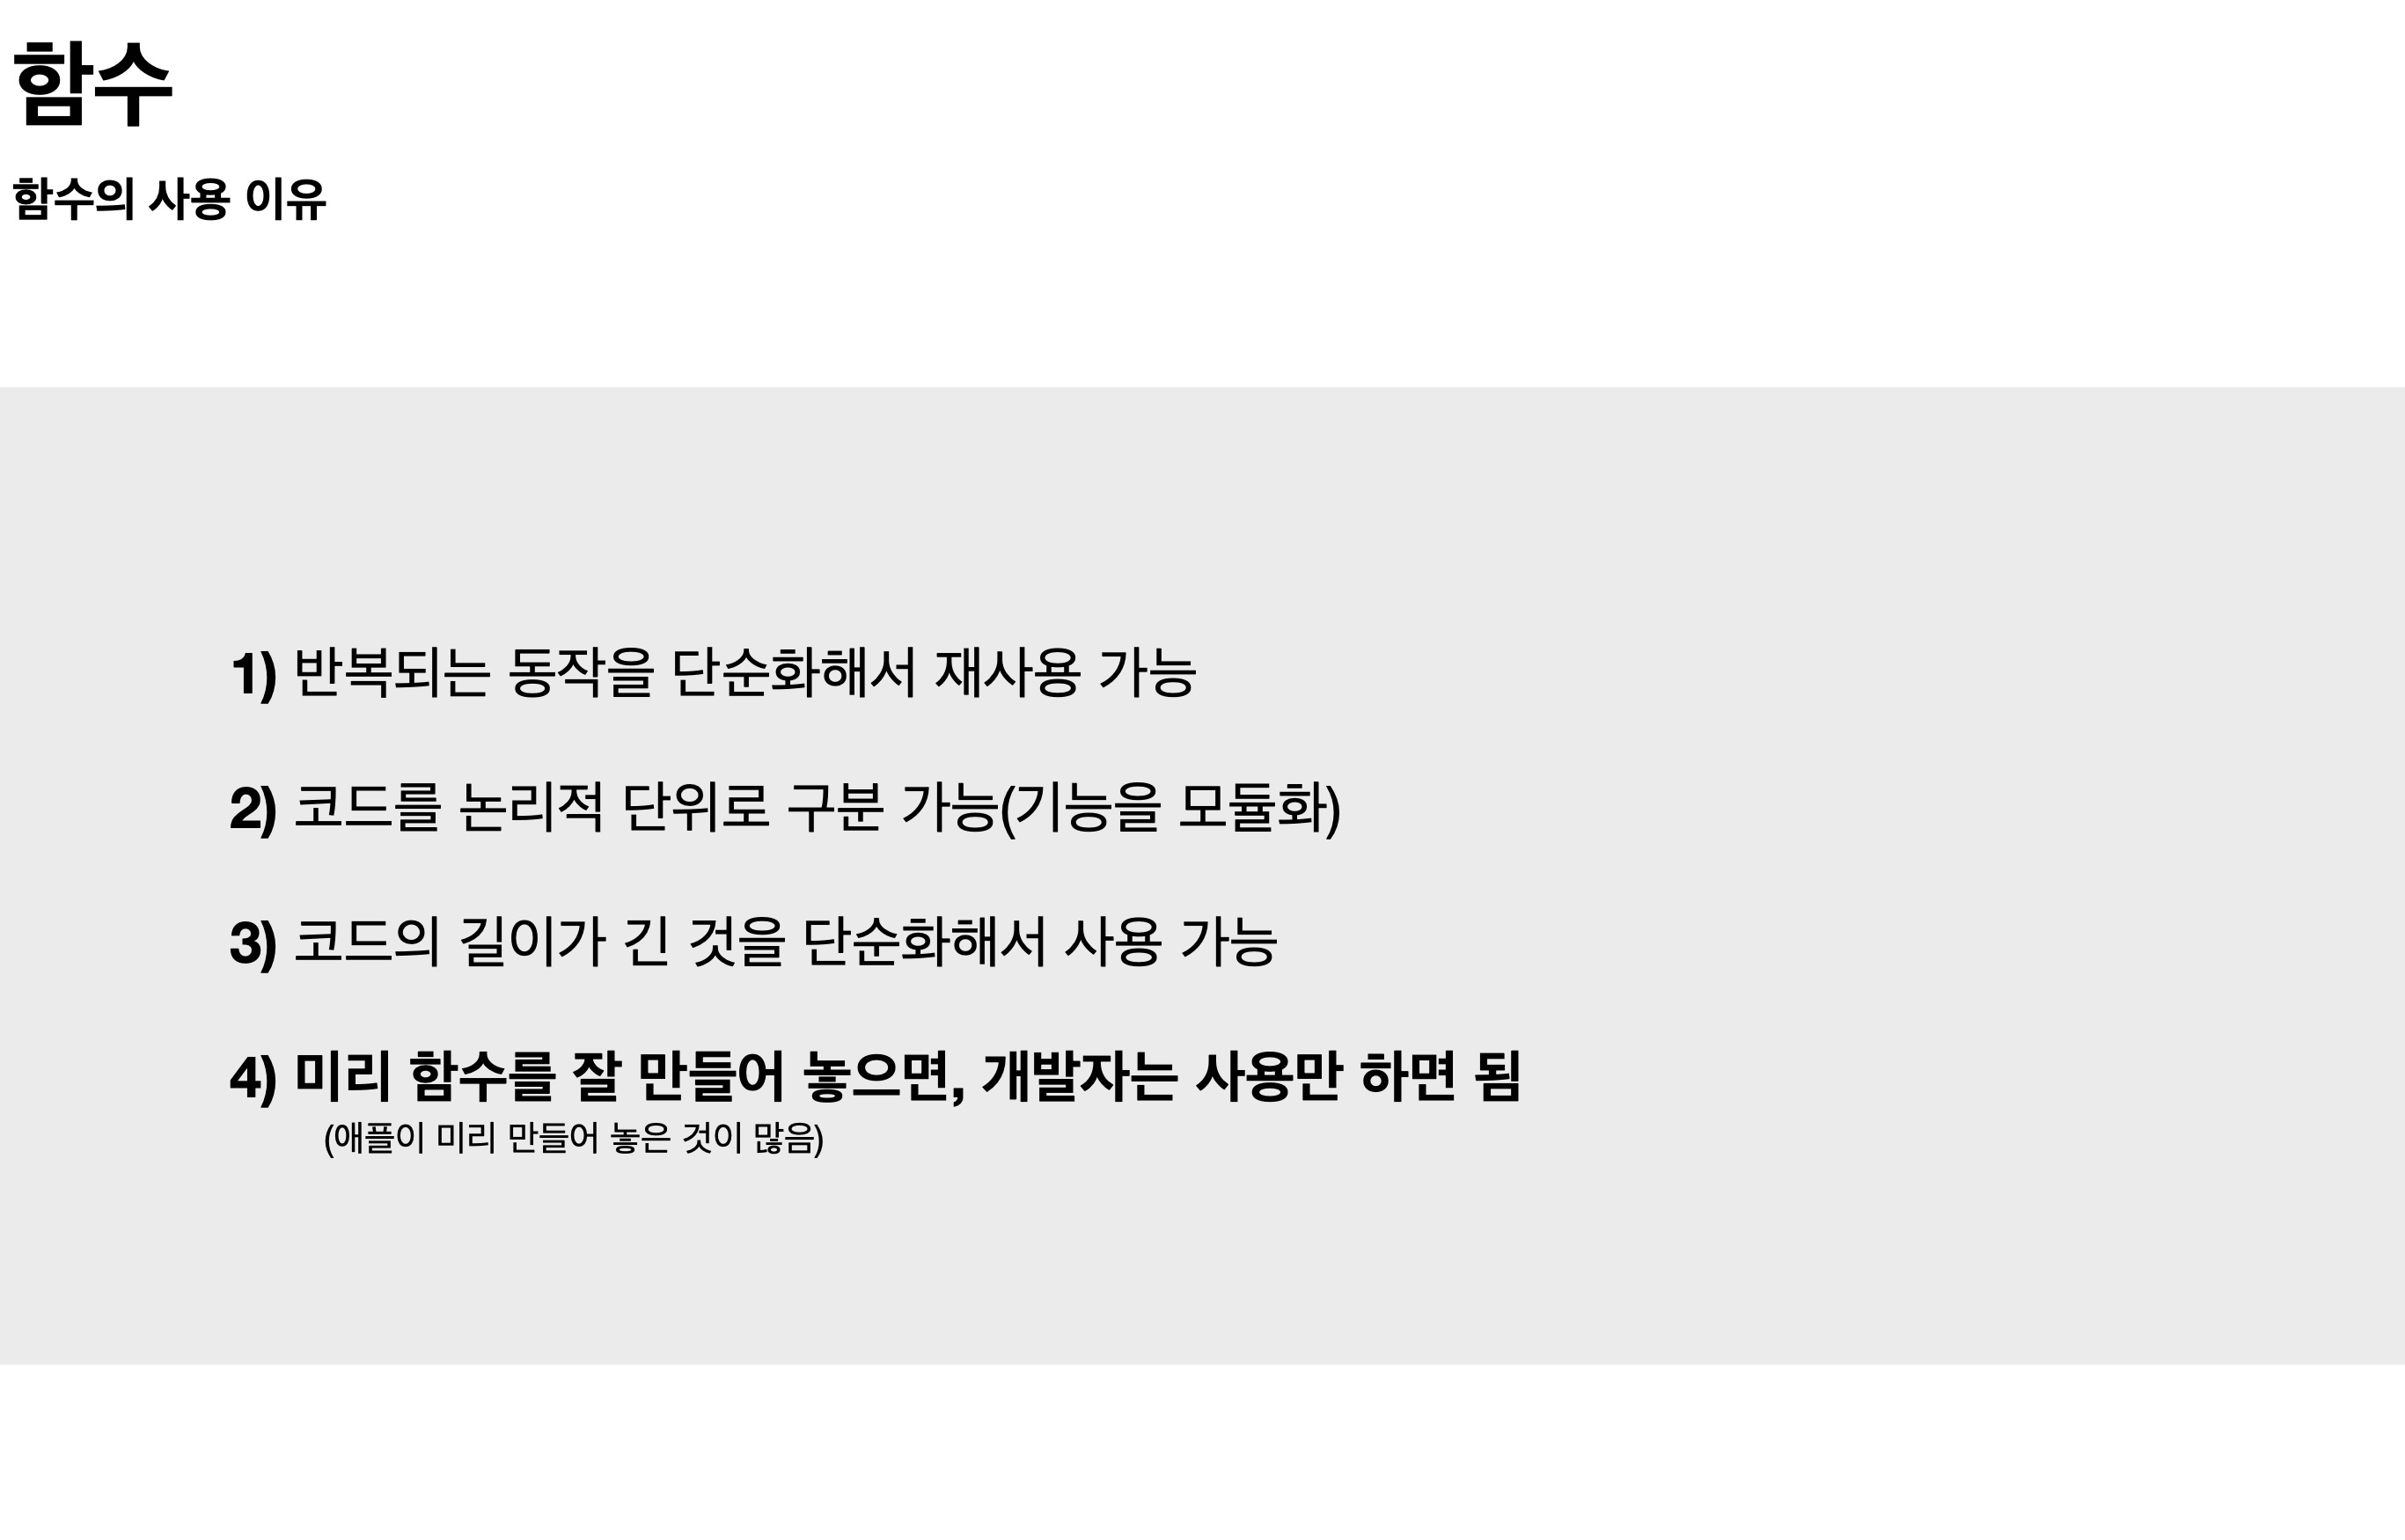 함수
함수의 사용 이유
1) 반복되는 동작을 단순화해서 재사용 가능
2) 코드를 논리적 단위로 구분 가능(기능을 모듈화)
3) 코드의 길이가 긴 것을 단순화해서 사용 가능
4) 미리 함수를 잘 만들어 놓으면, 개발자는 사용만 하면 됨
(애플이 미리 만들어 놓은 것이 많음)